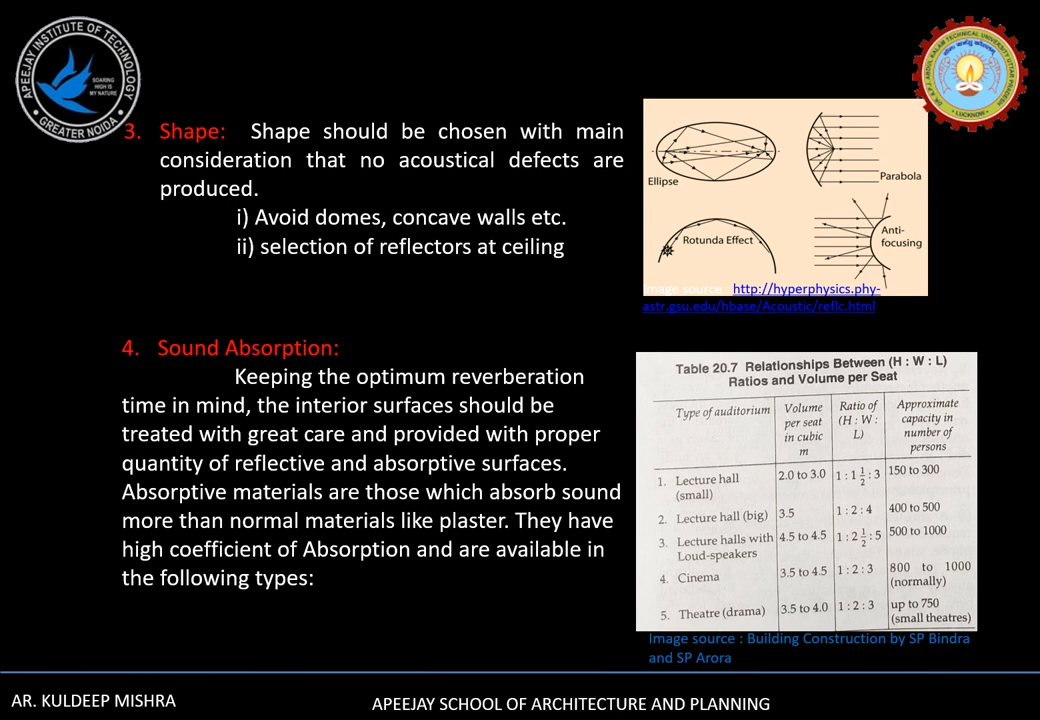 APEEJAY INSTITUTE OF TECHNOLOGY
SOARING
HIGH IS
MY NATURE
• GREATER NOIDA •
3. Shape: Shape should be chosen with main
consideration that no acoustical defects are
produced.
i) Avoid domes, concave walls etc.
ii) selection of reflectors at ceiling
Ellipse
Parabola
Rotunda Effect
Anti-
focusing
Image source : http://hyperphysics.phy-
astr.gsu.edu/hbase/Acoustic/reflc.html
4. Sound Absorption:
Keeping the optimum reverberation
time in mind, the interior surfaces should be
treated with great care and provided with proper
quantity of reflective and absorptive surfaces.
Absorptive materials are those which absorb sound
more than normal materials like plaster. They have
high coefficient of Absorption and are available in
the following types:
Table 20.7 Relationships Between (H : W : L)
Ratios and Volume per Seat
Type of auditorium | Volume per seat in cubic m | Ratio of (H : W : L) | Approximate capacity in number of persons
1. Lecture hall (small) | 2.0 to 3.0 | 1 : 1 1/2 : 3 | 150 to 300
2. Lecture hall (big) | 3.5 | 1 : 2 : 4 | 400 to 500
3. Lecture halls with Loud-speakers | 4.5 to 4.5 | 1 : 2 1/2 : 5 | 500 to 1000
4. Cinema | 3.5 to 4.5 | 1 : 2 : 3 | 800 to 1000 (normally)
5. Theatre (drama) | 3.5 to 4.0 | 1 : 2 : 3 | up to 750 (small theatres)
Image source : Building Construction by SP Bindra
and SP Arora
AR. KULDEEP MISHRA
APEEJAY SCHOOL OF ARCHITECTURE AND PLANNING